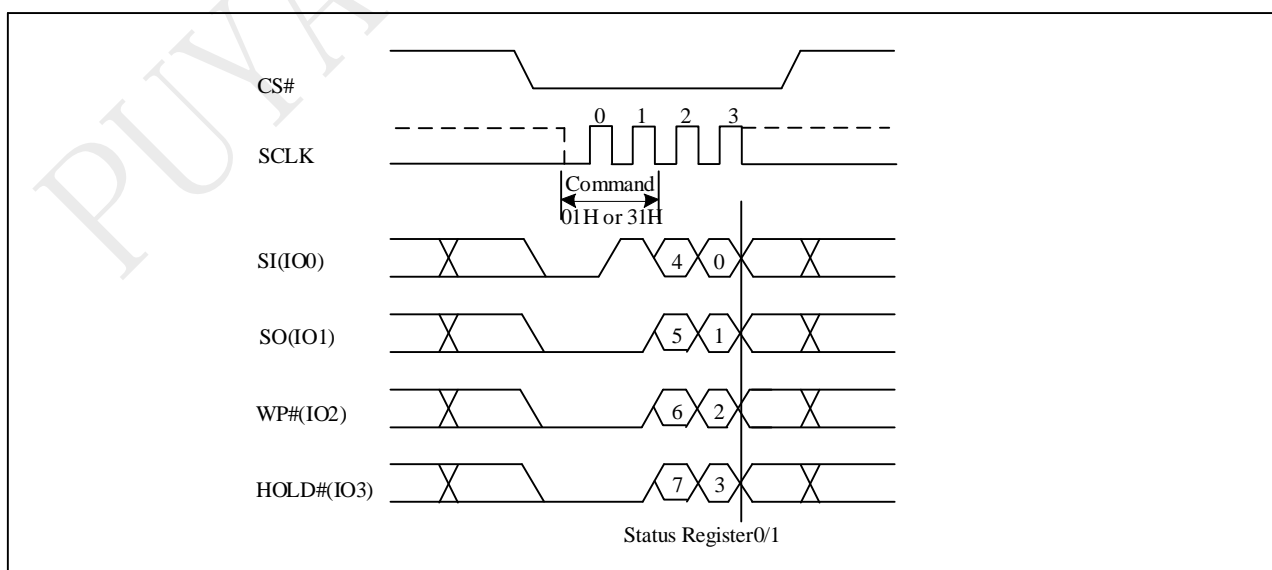 PUYA
CS#
0 1 2 3
SCLK
Command
01H or 31H
SI(IO0) 4 0
SO(IO1) 5 1
WP#(IO2) 6 2
HOLD#(IO3) 7 3
Status Register0/1